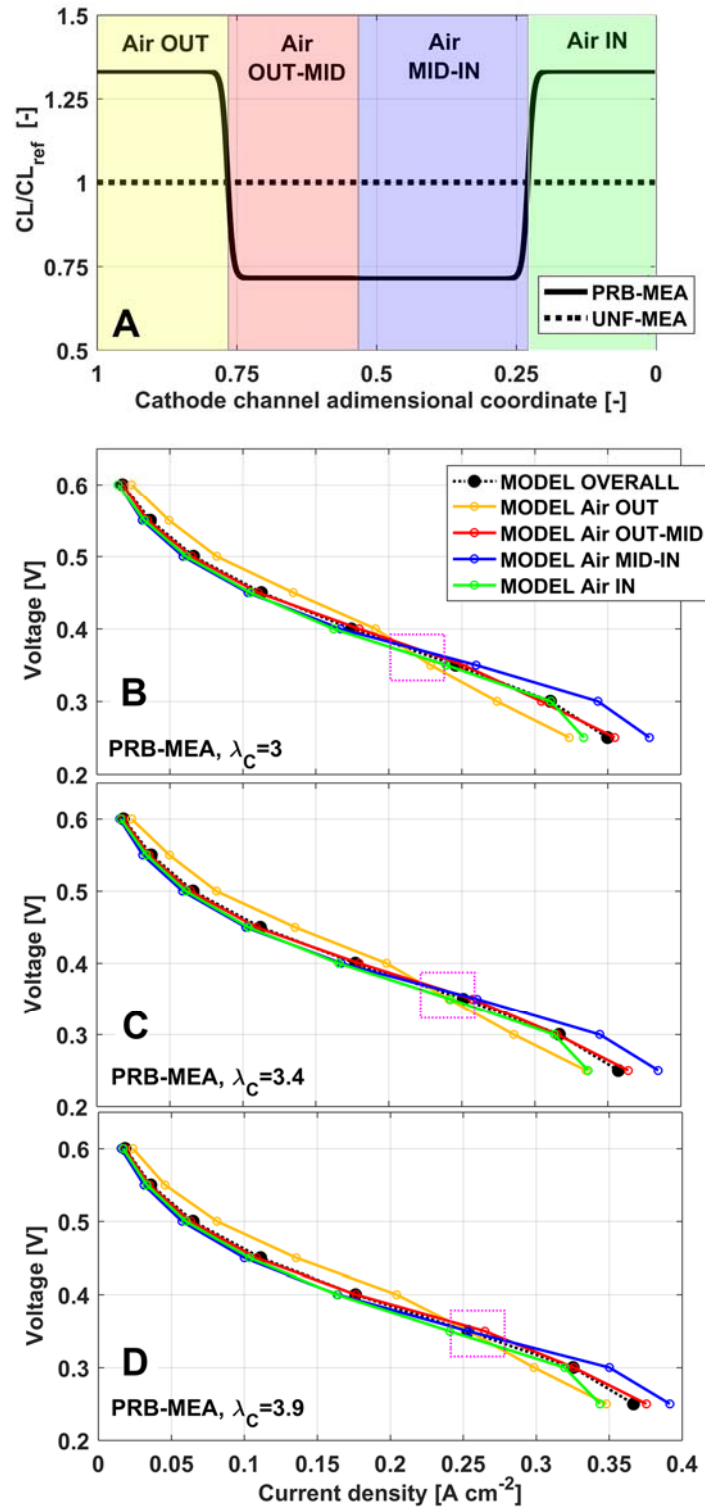 1.5
1.25
1
0.75
0.5
CL/CL_ref [-]
Air OUT
Air
OUT-MID
Air
MID-IN
Air IN
A
PRB-MEA
UNF-MEA
1 0.75 0.5 0.25 0
Cathode channel adimensional coordinate [-]
MODEL OVERALL
MODEL Air OUT
MODEL Air OUT-MID
MODEL Air MID-IN
MODEL Air IN
0.6
0.5
0.4
0.3
0.2
Voltage [V]
B
PRB-MEA, λ_C=3
0.6
0.5
0.4
0.3
0.2
Voltage [V]
C
PRB-MEA, λ_C=3.4
0.6
0.5
0.4
0.3
0.2
Voltage [V]
D
PRB-MEA, λ_C=3.9
0 0.05 0.1 0.15 0.2 0.25 0.3 0.35 0.4
Current density [A cm⁻²]